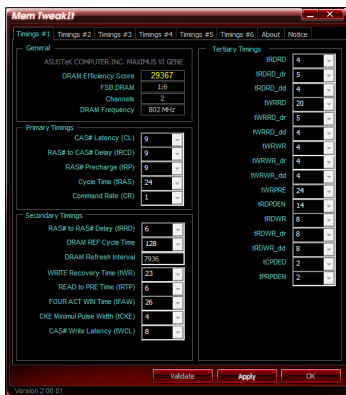 Mem TweakIt
Timings #1 Timings #2 Timings #3 Timings #4 Timings #5 Timings #6 About Notice
General
ASUSTeK COMPUTER INC. MAXIMUS VI GENE
DRAM Efficiency Score 29367
FSB:DRAM 1:6
Channels 2
DRAM Frequency 802 MHz
Primary Timings
CAS# Latency (CL) 9
RAS# to CAS# Delay (tRCD) 9
RAS# Precharge (tRP) 9
Cycle Time (tRAS) 24
Command Rate (CR) 1
Secondary Timings
RAS# to RAS# Delay (tRRD) 6
DRAM REF Cycle Time 128
DRAM Refresh Interval 7936
WRITE Recovery Time (tWR) 23
READ to PRE Time (tRTP) 6
FOUR ACT WIN Time (tFAW) 26
CKE Minimul Pulse Width (tCKE) 4
CAS# Write Latency (tWCL) 8
Tertiary Timings
tRDRD 4
tRDRD_dr 5
tRDRD_dd 4
tWRRD 20
tWRRD_dr 5
tWRRD_dd 4
tWRWR 4
tWRWR_dr 4
tWRWR_dd 4
tWRPRE 24
tRDPDEN 14
tRDWR 8
tRDWR_dr 8
tRDWR_dd 8
tCPDED 2
tPRPDEN 2
Validate Apply OK
Version 2.00.01